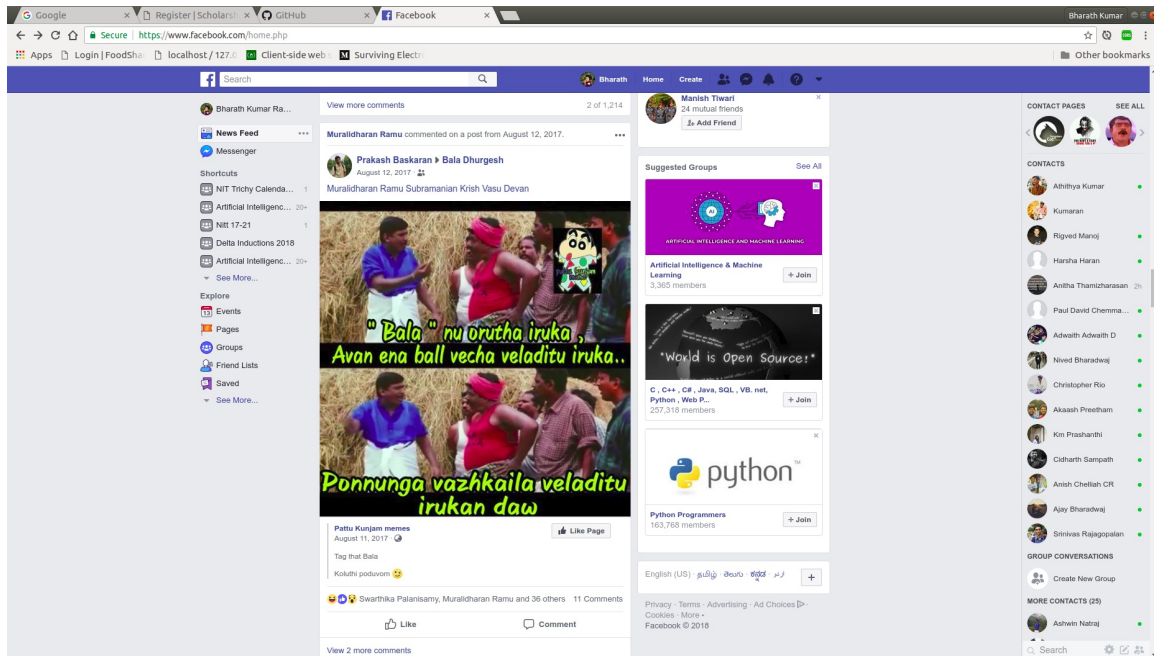 Google
Register | Scholarsh
GitHub
Facebook
Bharath Kumar
Secure | https://www.facebook.com/home.php
Apps
Login | FoodShar
localhost / 127.0
Client-side web
Surviving Electr
Other bookmarks
Search
Bharath
Home
Create
Bharath Kumar Ra...
News Feed
Messenger
Shortcuts
NIT Trichy Calenda... 1
Artificial Intelligenc... 20+
Nitt 17-21 1
Delta Inductions 2018
Artificial Intelligenc... 20+
See More...
Explore
Events
Pages
Groups
Friend Lists
Saved
See More...
View more comments
2 of 1,214
Muralidharan Ramu commented on a post from August 12, 2017.
Prakash Baskaran ▶ Bala Dhurgesh
August 12, 2017 ·
Muralidharan Ramu Subramanian Krish Vasu Devan
" Bala " nu orutha iruka ,
Avan ena ball vecha veladitu iruka..
Ponnunga vazhkaila veladitu
irukan daw
Pattu Kunjam memes
August 11, 2017 ·
Like Page
Tag that Bala
Koluthi poduvom
Swarthika Palanisamy, Muralidharan Ramu and 36 others
11 Comments
Like
Comment
View 2 more comments
Manish Tiwari
24 mutual friends
Add Friend
Suggested Groups
See All
AI
ARTIFICIAL INTELLIGENCE AND MACHINE LEARNING
Artificial Intelligence & Machine
Learning
3,365 members
+ Join
"World is Open Source!"
C , C++ , C# , Java, SQL , VB. net,
Python , Web P...
257,318 members
+ Join
python™
Python Programmers
163,768 members
+ Join
English (US) · தமிழ் · తెలుగు · ಕನ್ನಡ · اردو
Privacy · Terms · Advertising · Ad Choices ·
Cookies · More
Facebook © 2018
CONTACT PAGES
SEE ALL
CONTACTS
Athithya Kumar
Kumaran
Rigved Manoj
Harsha Haran
Anitha Thamizharasan 2h
Paul David Chemma...
Adwaith Adwaith D
Nived Bharadwaj
Christopher Rio
Akaash Preetham
Km Prashanthi
Cidharth Sampath
Anish Chelliah CR
Ajay Bharadwaj
Srinivas Rajagopalan
GROUP CONVERSATIONS
Create New Group
MORE CONTACTS (25)
Ashwin Natraj
Search